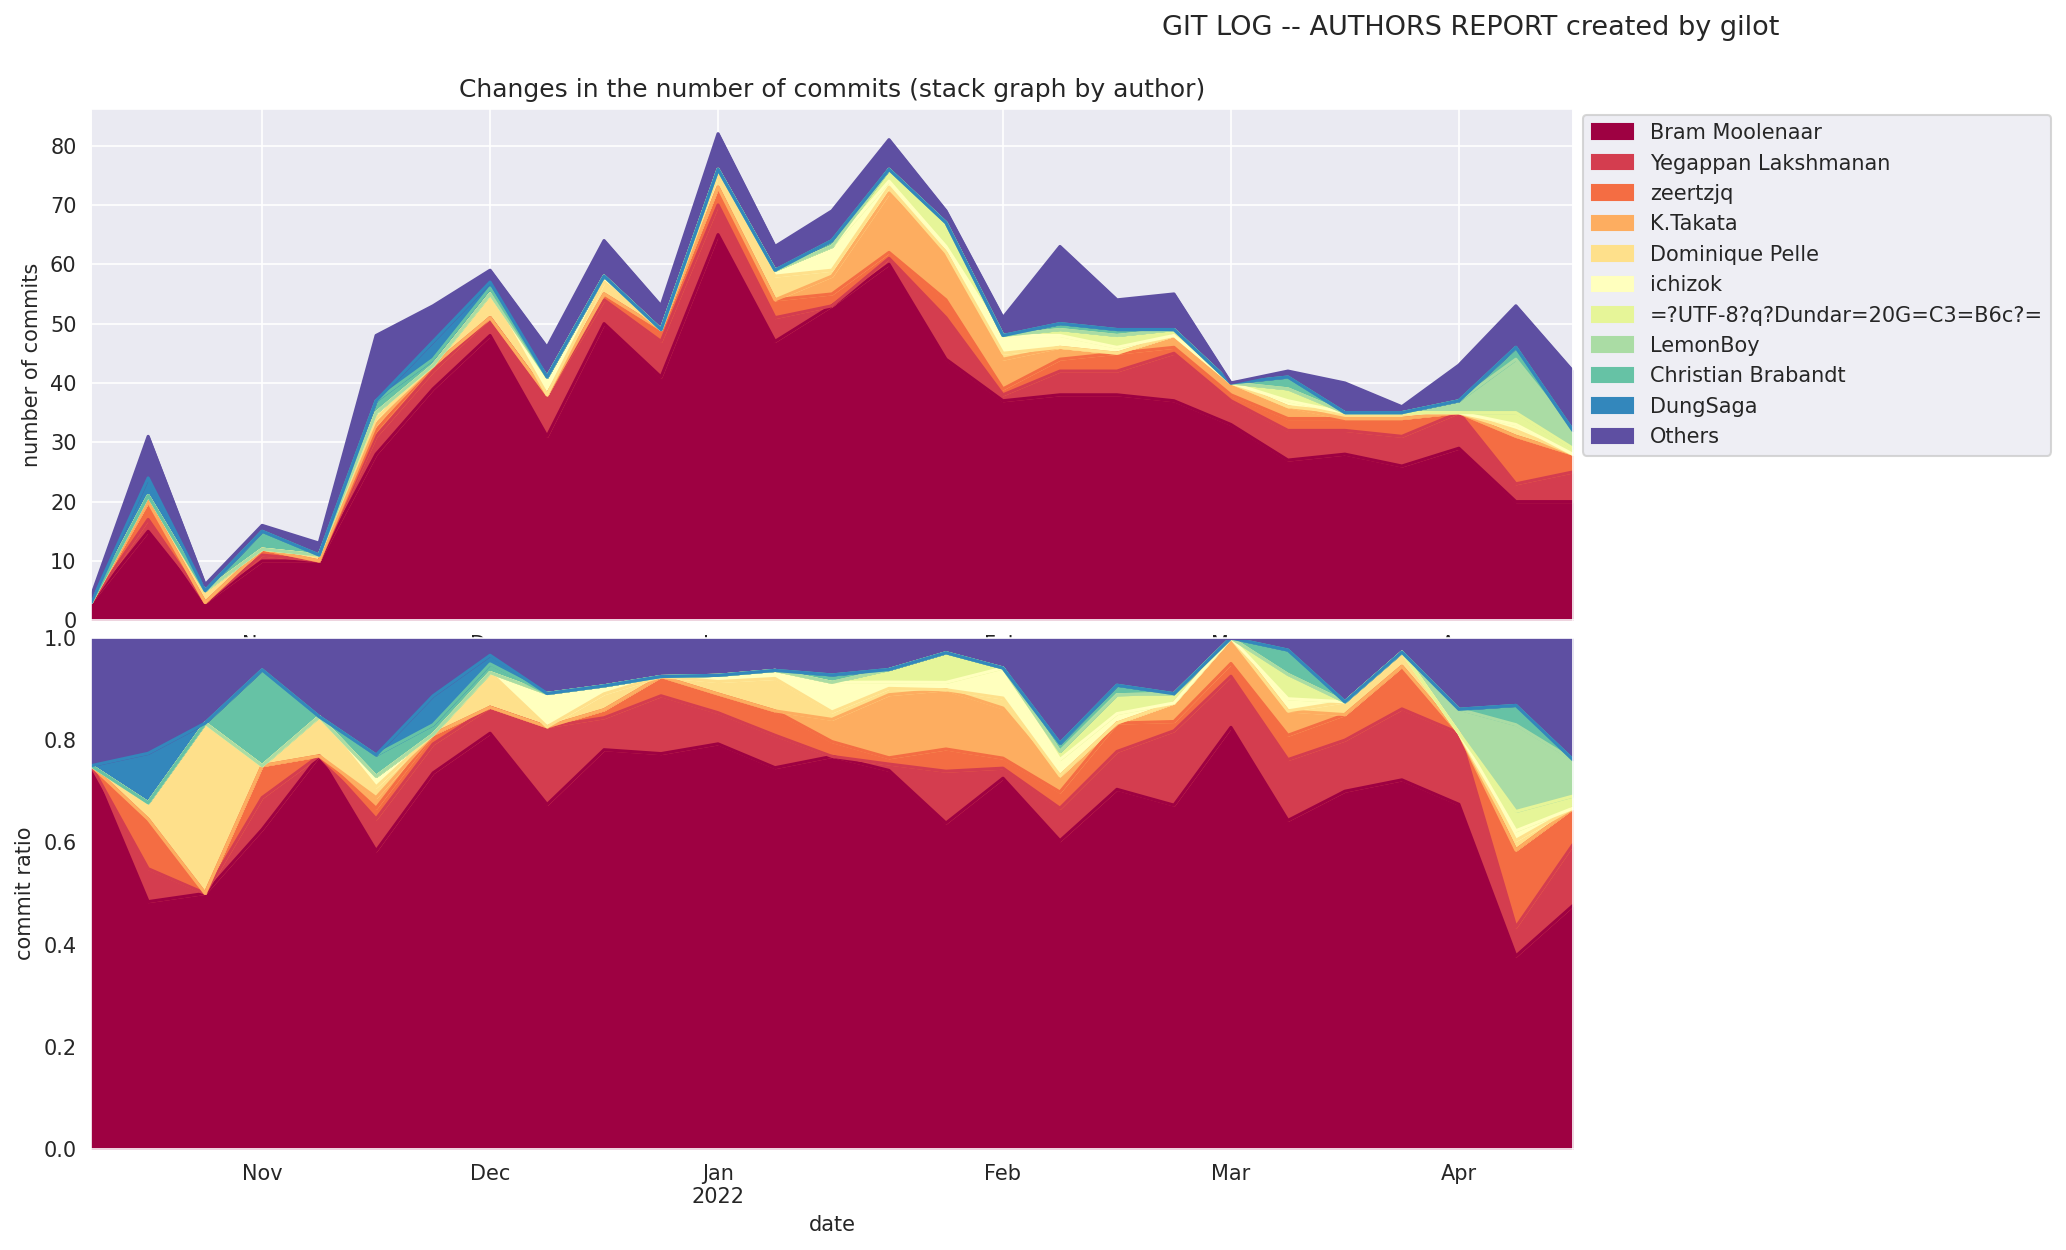 GIT LOG -- AUTHORS REPORT created by gilot
Changes in the number of commits (stack graph by author)
number of commits
80
70
60
50
40
30
20
10
0
Bram Moolenaar
Yegappan Lakshmanan
zeertzjq
K.Takata
Dominique Pelle
ichizok
=?UTF-8?q?Dundar=20G=C3=B6c?=
LemonBoy
Christian Brabandt
DungSaga
Others
commit ratio
1.0
0.8
0.6
0.4
0.2
0.0
Nov Dec Jan Feb Mar Apr
2022
date